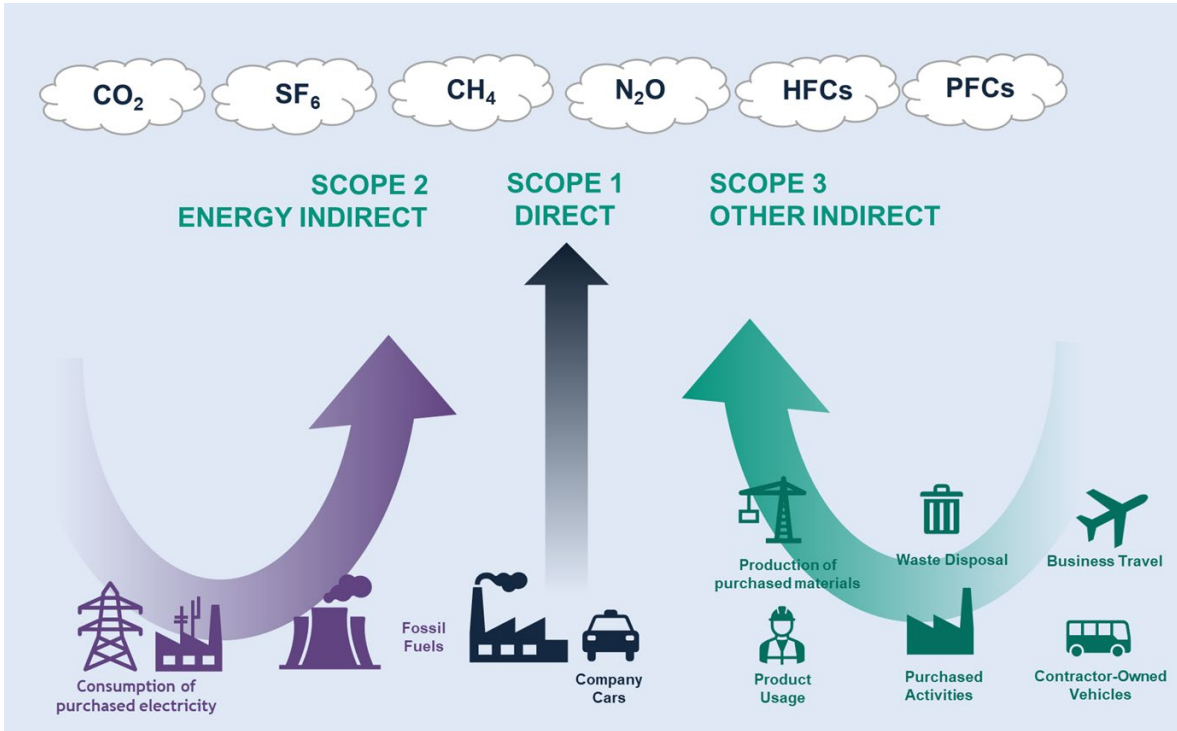 CO₂
SF₆
CH₄
N₂O
HFCs
PFCs
SCOPE 2
ENERGY INDIRECT
SCOPE 1
DIRECT
SCOPE 3
OTHER INDIRECT
Consumption of
purchased electricity
Fossil
Fuels
Company
Cars
Production of
purchased materials
Waste Disposal
Business Travel
Product
Usage
Purchased
Activities
Contractor-Owned
Vehicles